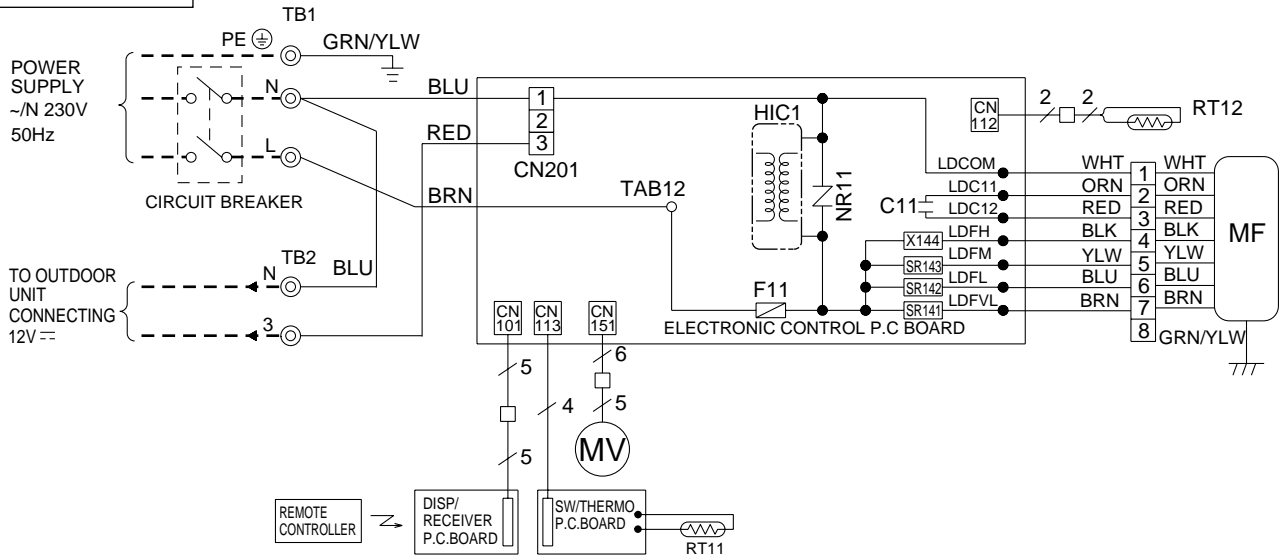 TB1
PE
GRN/YLW
POWER
SUPPLY
~/N 230V
50Hz
N
L
CIRCUIT BREAKER
BLU
RED
BRN
1
2
3
CN201
TAB12
HIC1
NR11
F11
ELECTRONIC CONTROL P.C BOARD
CN
112
2
2
RT12
LDCOM
LDC11
LDC12
LDFH
LDFM
LDFL
LDFVL
C11
X144
SR143
SR142
SR141
WHT
ORN
RED
BLK
YLW
BLU
BRN
1
2
3
4
5
6
7
8
WHT
ORN
RED
BLK
YLW
BLU
BRN
GRN/YLW
MF
TO OUTDOOR
UNIT
CONNECTING
12V
TB2
N
3
BLU
CN
101
CN
113
CN
151
5
5
4
6
5
MV
REMOTE
CONTROLLER
DISP/
RECEIVER
P.C.BOARD
SW/THERMO
P.C.BOARD
RT11